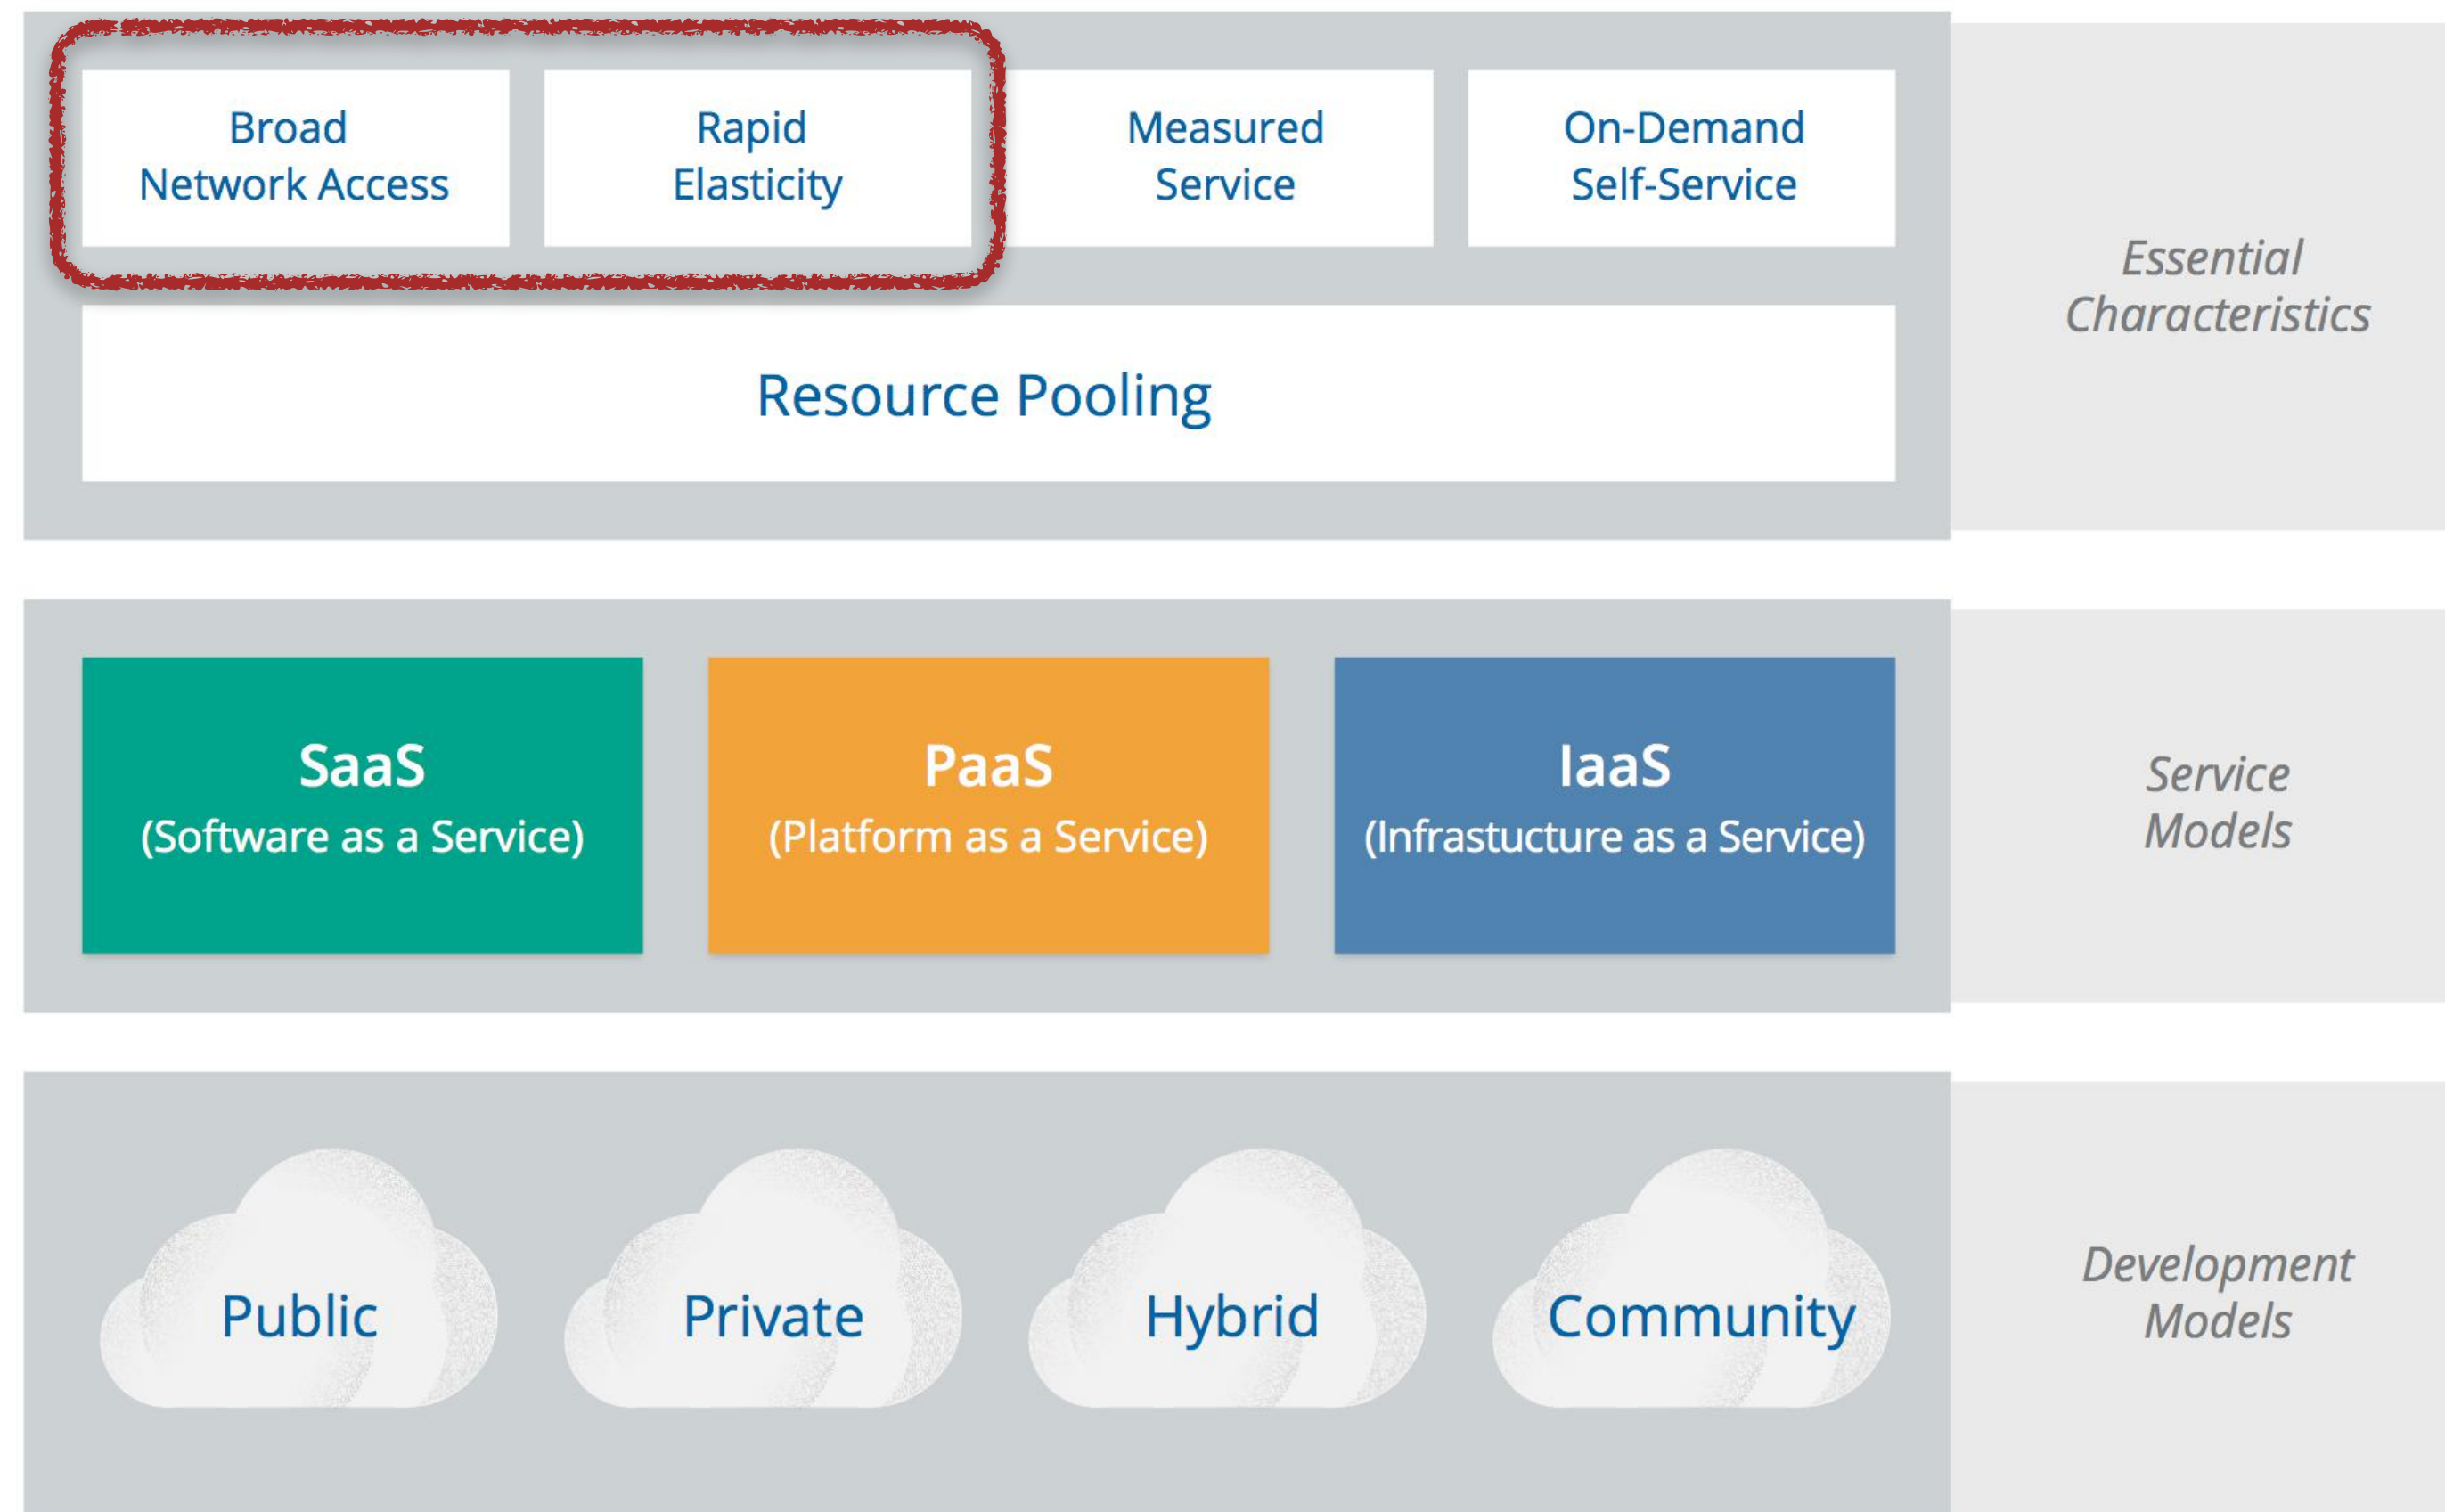 Broad
Network Access
Rapid
Elasticity
Measured
Service
On-Demand
Self-Service
Resource Pooling
Essential
Characteristics
SaaS
(Software as a Service)
PaaS
(Platform as a Service)
IaaS
(Infrastucture as a Service)
Service
Models
Public
Private
Hybrid
Community
Development
Models